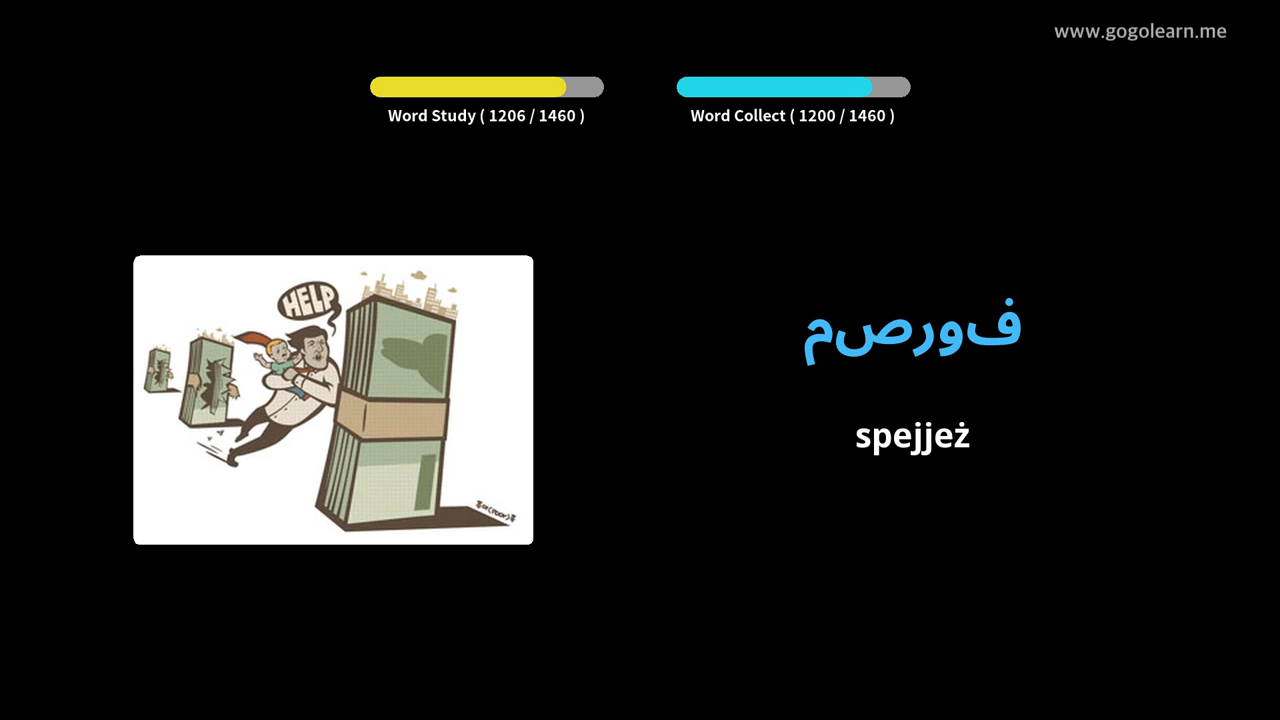 www.gogolearn.me
Word Study ( 1206 / 1460 )
Word Collect ( 1200 / 1460 )
HELP
مصروف
spejjeż